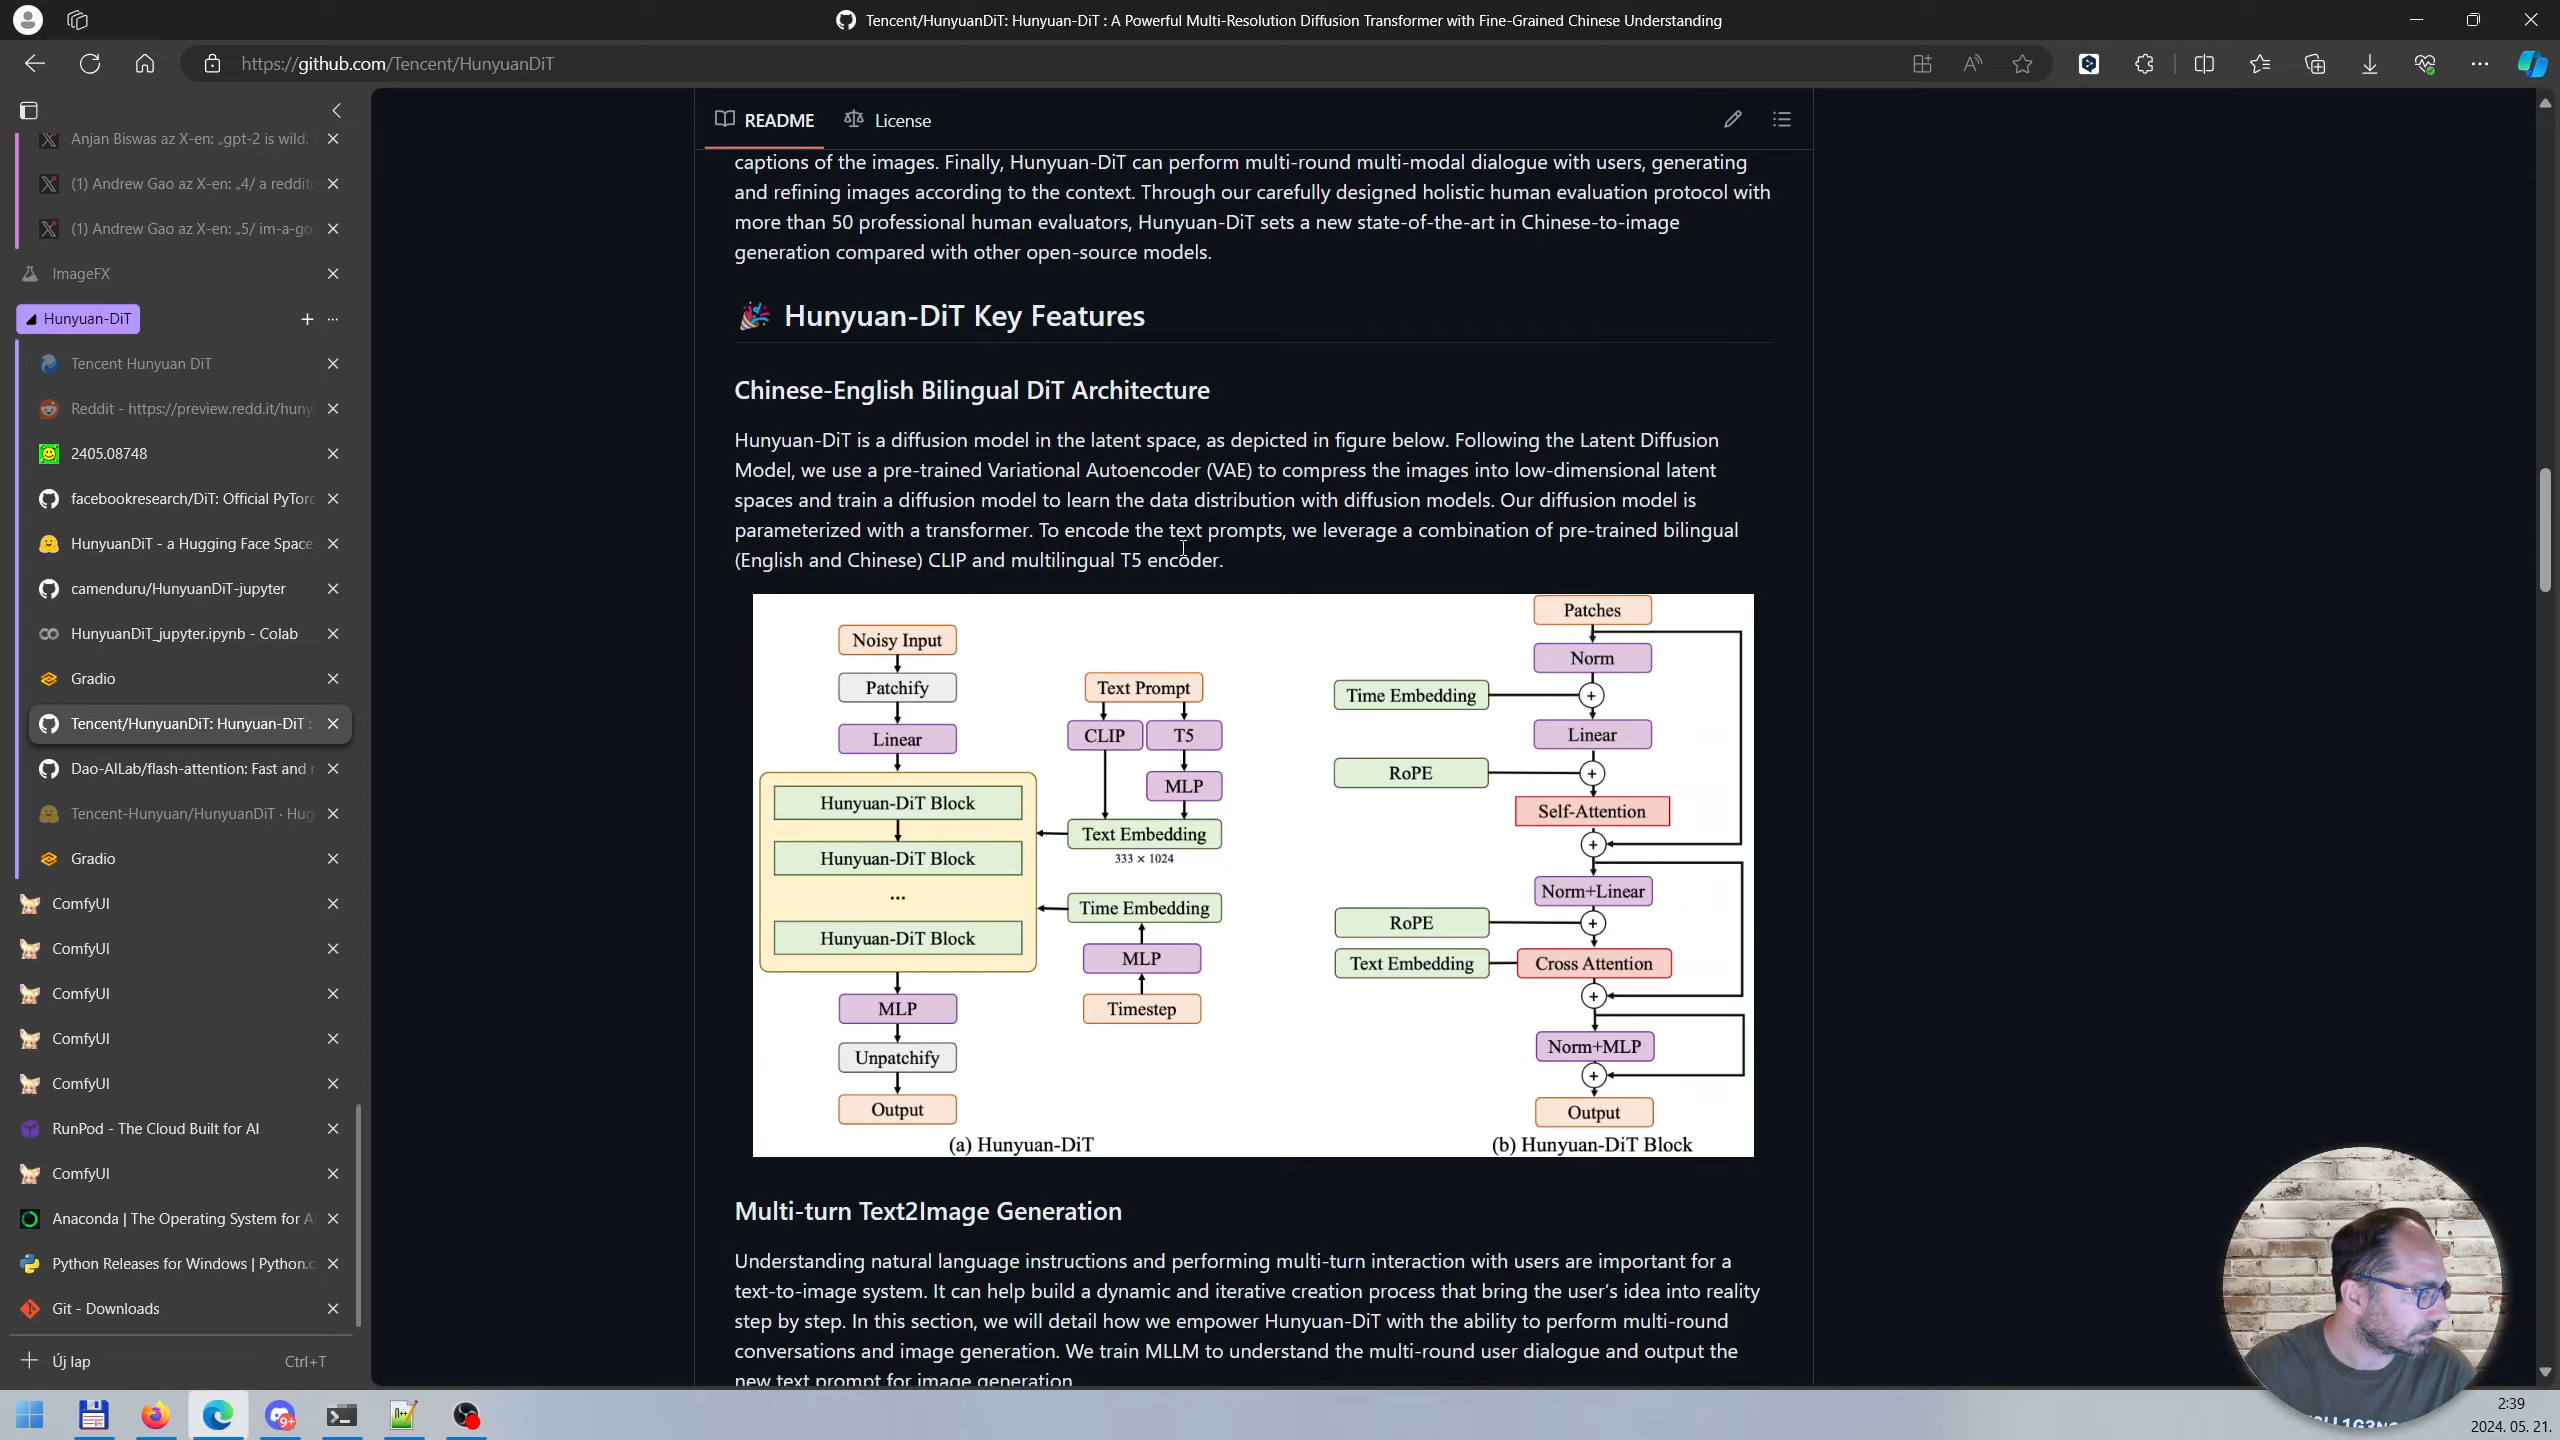 Tencent/HunyuanDiT: Hunyuan-DiT : A Powerful Multi-Resolution Diffusion Transformer with Fine-Grained Chinese Understanding
https://github.com/Tencent/HunyuanDiT
Anjan Biswas az X-en: „gpt-2 is wild.
(1) Andrew Gao az X-en: „4/ a reddit
(1) Andrew Gao az X-en: „5/ im-a-go
ImageFX
Hunyuan-DiT
Tencent Hunyuan DiT
Reddit - https://preview.redd.it/huny
2405.08748
facebookresearch/DiT: Official PyTorc
HunyuanDiT - a Hugging Face Space
camenduru/HunyuanDiT-jupyter
HunyuanDiT_jupyter.ipynb - Colab
Gradio
Tencent/HunyuanDiT: Hunyuan-DiT :
Dao-AILab/flash-attention: Fast and
Tencent-Hunyuan/HunyuanDiT · Hug
Gradio
ComfyUI
ComfyUI
ComfyUI
ComfyUI
ComfyUI
RunPod - The Cloud Built for AI
ComfyUI
Anaconda | The Operating System for A
Python Releases for Windows | Python.
Git - Downloads
Új lap Ctrl+T
README License
captions of the images. Finally, Hunyuan-DiT can perform multi-round multi-modal dialogue with users, generating
and refining images according to the context. Through our carefully designed holistic human evaluation protocol with
more than 50 professional human evaluators, Hunyuan-DiT sets a new state-of-the-art in Chinese-to-image
generation compared with other open-source models.
🎉 Hunyuan-DiT Key Features
Chinese-English Bilingual DiT Architecture
Hunyuan-DiT is a diffusion model in the latent space, as depicted in figure below. Following the Latent Diffusion
Model, we use a pre-trained Variational Autoencoder (VAE) to compress the images into low-dimensional latent
spaces and train a diffusion model to learn the data distribution with diffusion models. Our diffusion model is
parameterized with a transformer. To encode the text prompts, we leverage a combination of pre-trained bilingual
(English and Chinese) CLIP and multilingual T5 encoder.
Noisy Input
Patchify
Linear
Hunyuan-DiT Block
Hunyuan-DiT Block
...
Hunyuan-DiT Block
MLP
Unpatchify
Output
Text Prompt
CLIP T5
MLP
Text Embedding
333 × 1024
Time Embedding
MLP
Timestep
(a) Hunyuan-DiT
Patches
Norm
Time Embedding
+
Linear
RoPE
+
Self-Attention
+
Norm+Linear
RoPE
+
Text Embedding
Cross Attention
+
Norm+MLP
+
Output
(b) Hunyuan-DiT Block
Multi-turn Text2Image Generation
Understanding natural language instructions and performing multi-turn interaction with users are important for a
text-to-image system. It can help build a dynamic and iterative creation process that bring the user's idea into reality
step by step. In this section, we will detail how we empower Hunyuan-DiT with the ability to perform multi-round
conversations and image generation. We train MLLM to understand the multi-round user dialogue and output the
new text prompt for image generation
9+
2:39
2024. 05. 21.